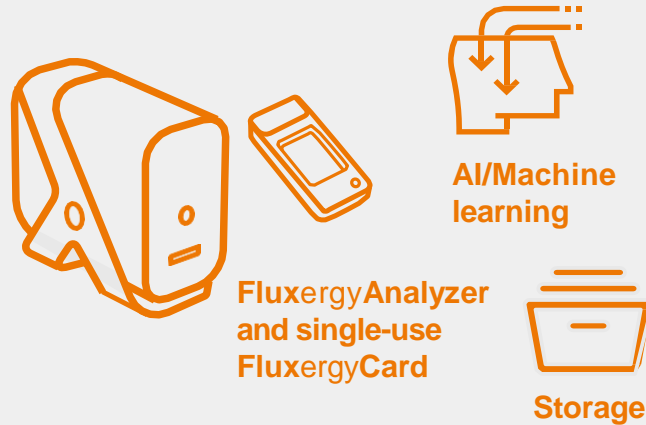 AI/Machine
learning
FluxergyAnalyzer
and single-use
FluxergyCard
Storage